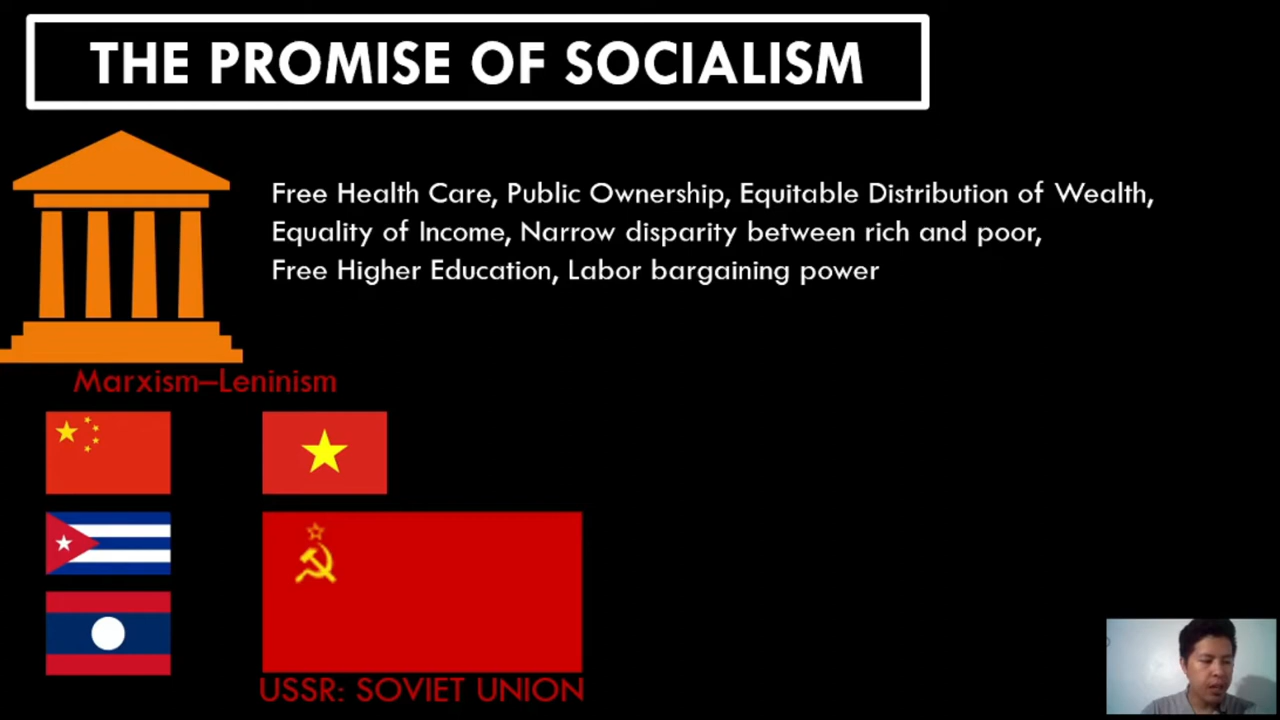 THE PROMISE OF SOCIALISM
Free Health Care, Public Ownership, Equitable Distribution of Wealth,
Equality of Income, Narrow disparity between rich and poor,
Free Higher Education, Labor bargaining power
Marxism–Leninism
USSR: SOVIET UNION